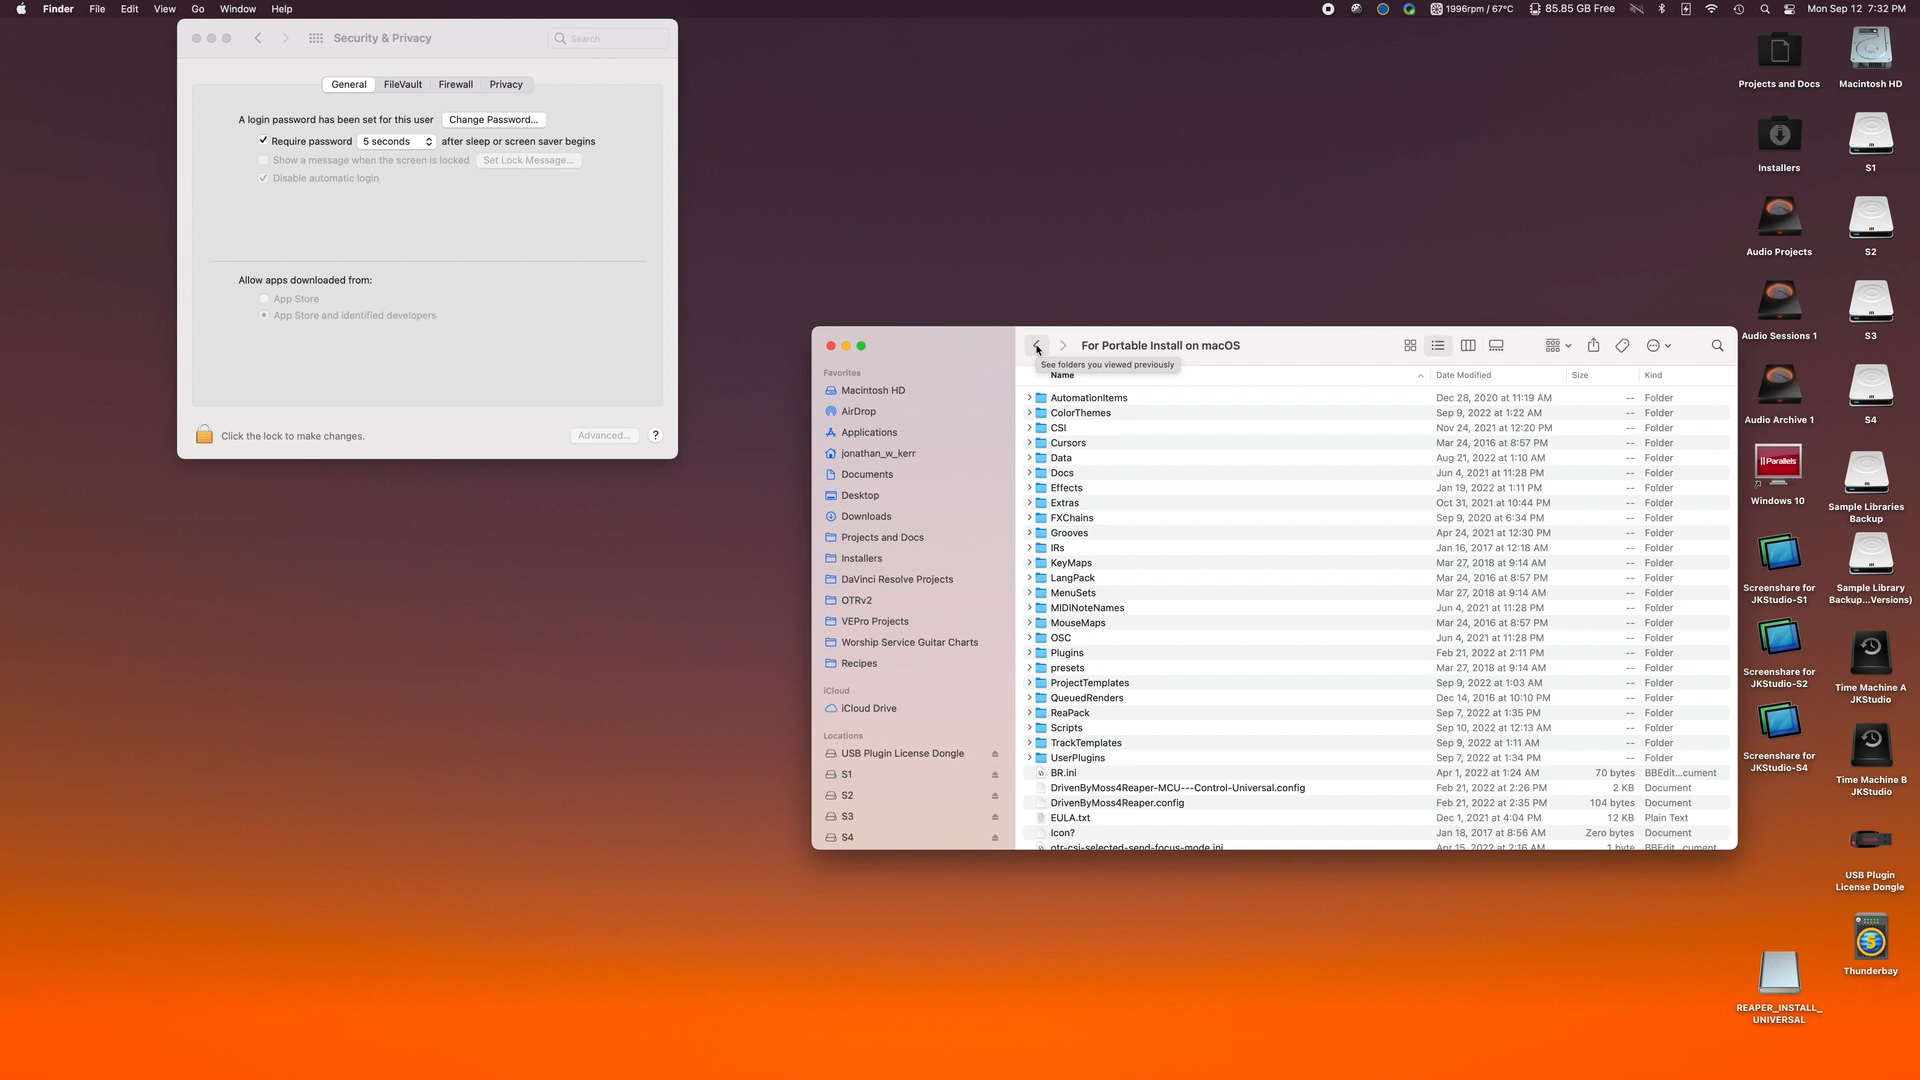 Finder File Edit View Go Window Help
1996rpm / 67°C 85.85 GB Free Mon Sep 12 7:32 PM
Security & Privacy
Search
General FileVault Firewall Privacy
A login password has been set for this user Change Password...
Require password 5 seconds after sleep or screen saver begins
Show a message when the screen is locked Set Lock Message...
Disable automatic login
Allow apps downloaded from:
App Store
App Store and identified developers
Click the lock to make changes. Advanced... ?
Favorites
Macintosh HD
AirDrop
Applications
jonathan_w_kerr
Documents
Desktop
Downloads
Projects and Docs
Installers
DaVinci Resolve Projects
OTRv2
VEPro Projects
Worship Service Guitar Charts
Recipes
iCloud
iCloud Drive
Locations
USB Plugin License Dongle
S1
S2
S3
S4
For Portable Install on macOS
See folders you viewed previously
Name Date Modified Size Kind
AutomationItems Dec 28, 2020 at 11:19 AM -- Folder
ColorThemes Sep 9, 2022 at 1:22 AM -- Folder
CSI Nov 24, 2021 at 12:20 PM -- Folder
Cursors Mar 24, 2016 at 8:57 PM -- Folder
Data Aug 21, 2022 at 1:10 AM -- Folder
Docs Jun 4, 2021 at 11:28 PM -- Folder
Effects Jan 19, 2022 at 1:11 PM -- Folder
Extras Oct 31, 2021 at 10:44 PM -- Folder
FXChains Sep 9, 2020 at 6:34 PM -- Folder
Grooves Apr 24, 2021 at 12:30 PM -- Folder
IRs Jan 16, 2017 at 12:18 AM -- Folder
KeyMaps Mar 27, 2018 at 9:14 AM -- Folder
LangPack Mar 24, 2016 at 8:57 PM -- Folder
MenuSets Mar 27, 2018 at 9:14 AM -- Folder
MIDINoteNames Jun 4, 2021 at 11:28 PM -- Folder
MouseMaps Mar 24, 2016 at 8:57 PM -- Folder
OSC Jun 4, 2021 at 11:28 PM -- Folder
Plugins Feb 21, 2022 at 2:11 PM -- Folder
presets Mar 27, 2018 at 9:14 AM -- Folder
ProjectTemplates Sep 9, 2022 at 1:03 AM -- Folder
QueuedRenders Dec 14, 2016 at 10:10 PM -- Folder
ReaPack Sep 7, 2022 at 1:35 PM -- Folder
Scripts Sep 10, 2022 at 12:13 AM -- Folder
TrackTemplates Sep 9, 2022 at 1:11 AM -- Folder
UserPlugins Sep 7, 2022 at 1:34 PM -- Folder
BR.ini Apr 1, 2022 at 1:24 AM 70 bytes BBEdit...cument
DrivenByMoss4Reaper-MCU---Control-Universal.config Feb 21, 2022 at 2:26 PM 2 KB Document
DrivenByMoss4Reaper.config Feb 21, 2022 at 2:35 PM 104 bytes Document
EULA.txt Dec 1, 2021 at 4:04 PM 12 KB Plain Text
Icon? Jan 18, 2017 at 8:56 AM Zero bytes Document
otr-csi-selected-send-focus-mode.ini Apr 15, 2022 at 2:16 AM 1 byte BBEdit...cument
Projects and Docs
Macintosh HD
Installers
S1
Audio Projects
S2
Audio Sessions 1
S3
Audio Archive 1
S4
Parallels
Windows 10
Sample Libraries
Backup
Screenshare for
JKStudio-S1
Sample Library
Backup...Versions)
Screenshare for
JKStudio-S2
Time Machine A
JKStudio
Screenshare for
JKStudio-S4
Time Machine B
JKStudio
USB Plugin
License Dongle
Thunderbay
REAPER_INSTALL_
UNIVERSAL